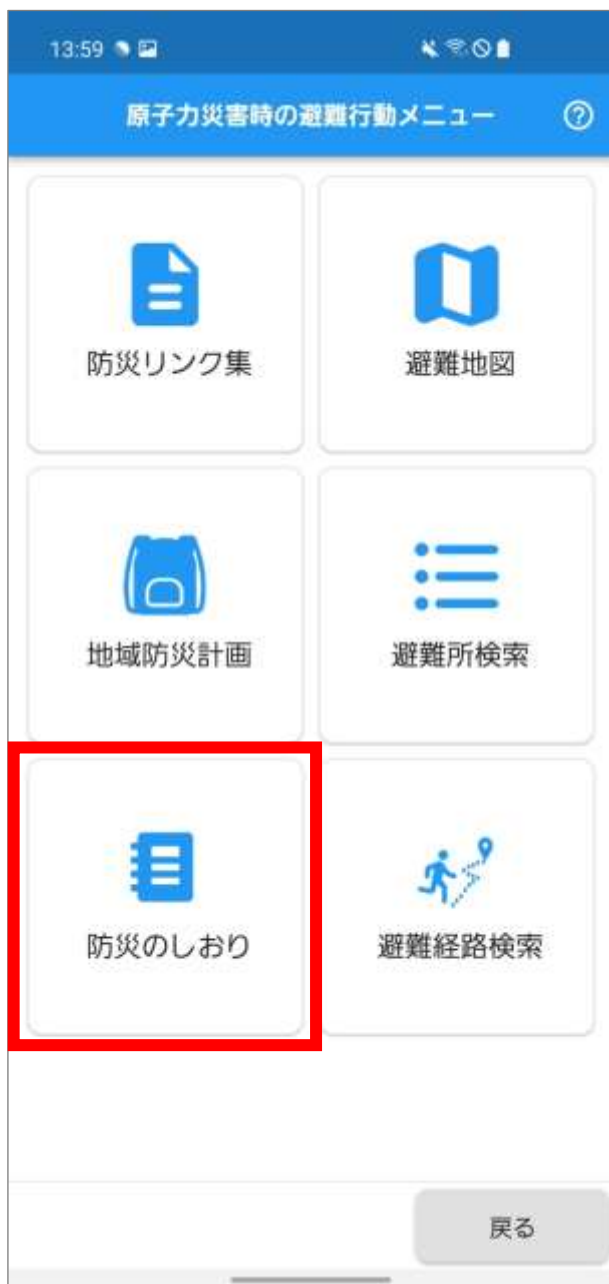 13:59
原子力災害時の避難行動メニュー ?
防災リンク集
避難地図
地域防災計画
避難所検索
防災のしおり
避難経路検索
戻る